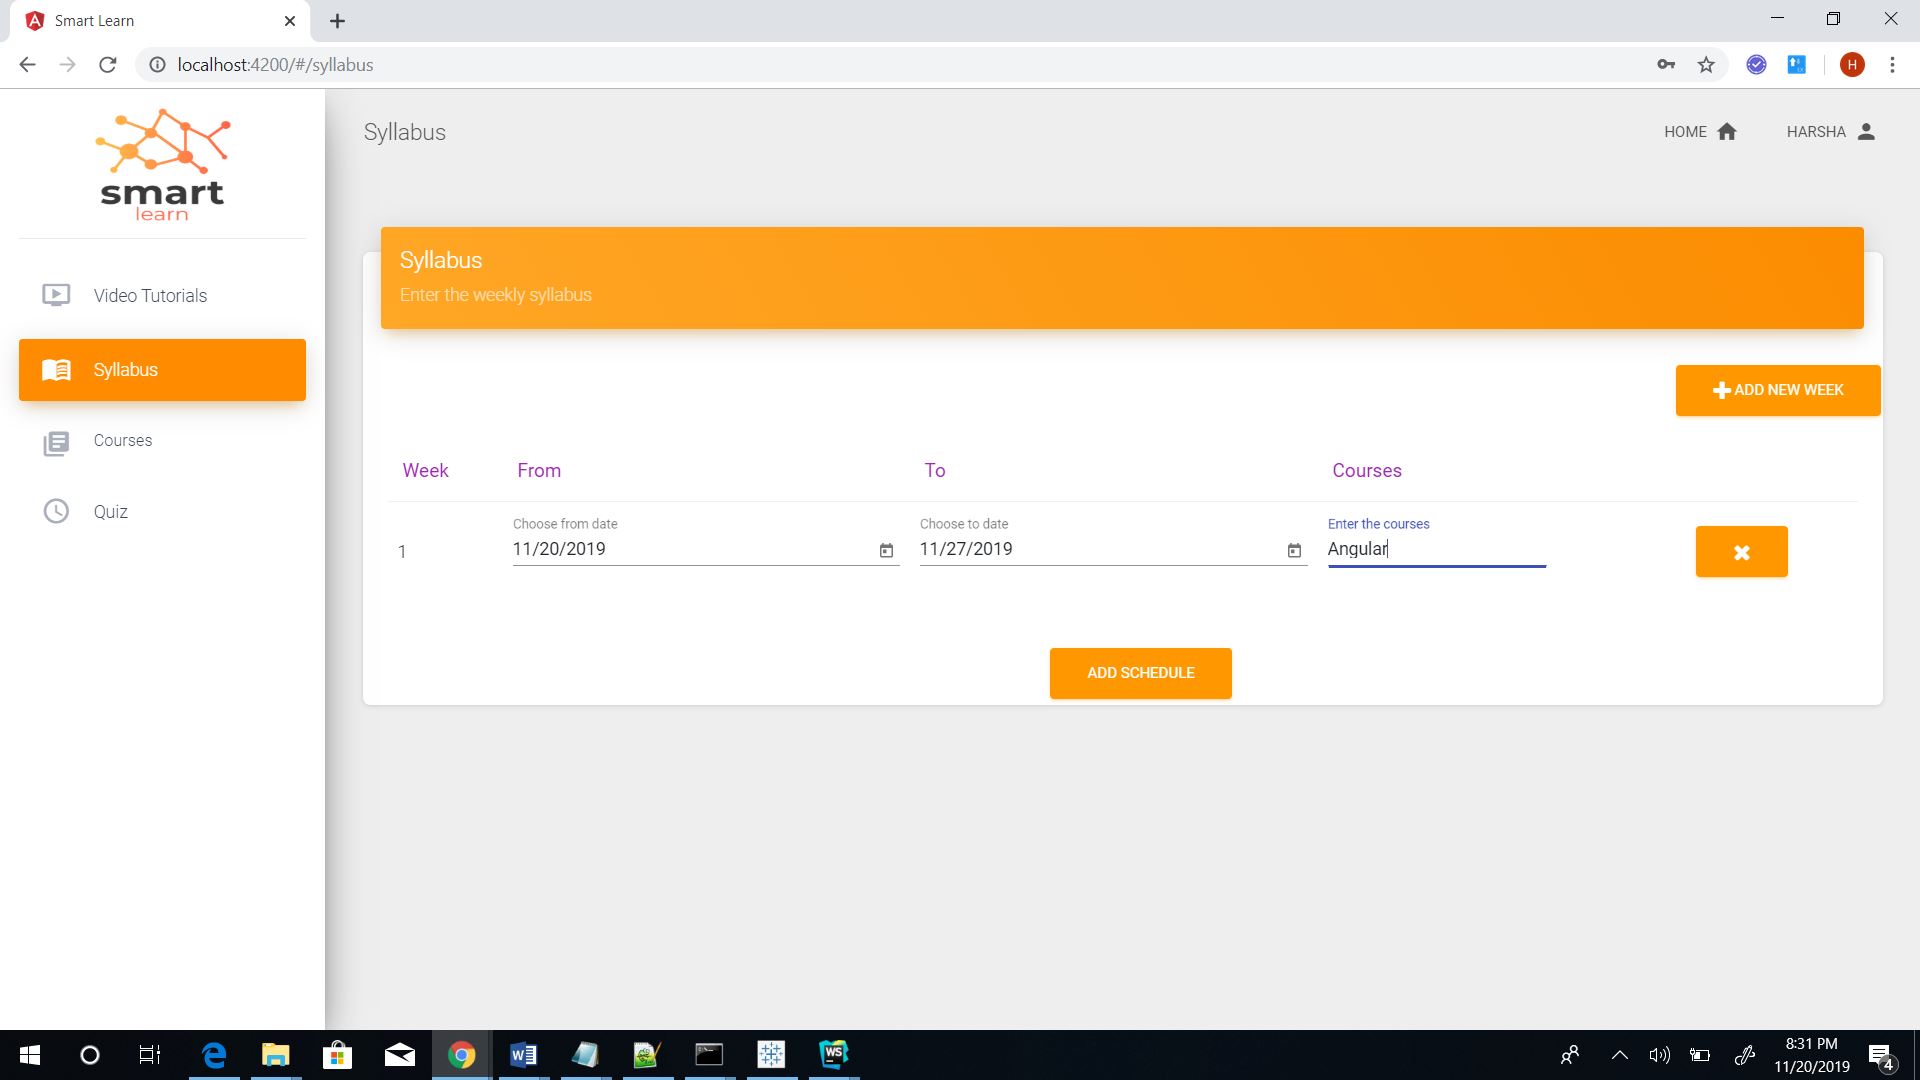 Smart Learn
localhost:4200/#/syllabus
H
smart
learn
Syllabus
HOME
HARSHA
Video Tutorials
Syllabus
Courses
Quiz
Syllabus
Enter the weekly syllabus
ADD NEW WEEK
Week From To Courses
Choose from date Choose to date Enter the courses
1 11/20/2019 11/27/2019 Angular
ADD SCHEDULE
WS
8:31 PM
11/20/2019
4